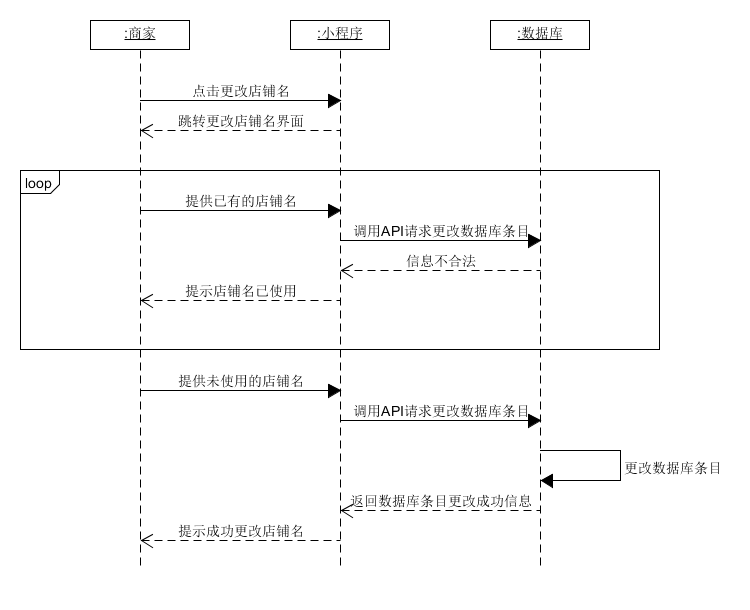 :商家
:小程序
:数据库
点击更改店铺名
跳转更改店铺名界面
loop
提供已有的店铺名
调用API请求更改数据库条目
信息不合法
提示店铺名已使用
提供未使用的店铺名
调用API请求更改数据库条目
更改数据库条目
返回数据库条目更改成功信息
提示成功更改店铺名